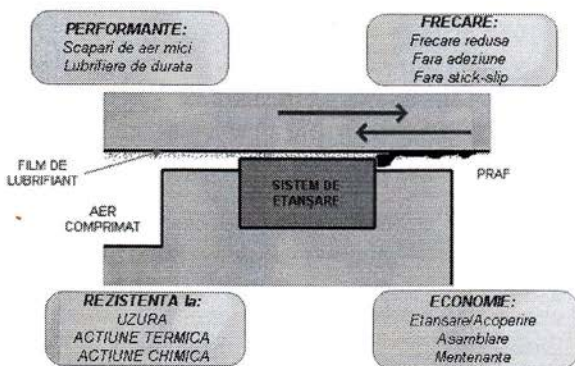 PERFORMANTE:
Scapari de aer mici
Lubrifiere de durata
FRECARE:
Frecare redusa
Fara adeziune
Fara stick-slip
FILM DE
LUBRIFIANT
SISTEM DE
ETANȘARE
PRAF
AER
COMPRIMAT
REZISTENTA la:
UZURA
ACTIUNE TERMICA
ACTIUNE CHIMICA
ECONOMIE:
Etansare/Acoperire
Asamblare
Mentenanta